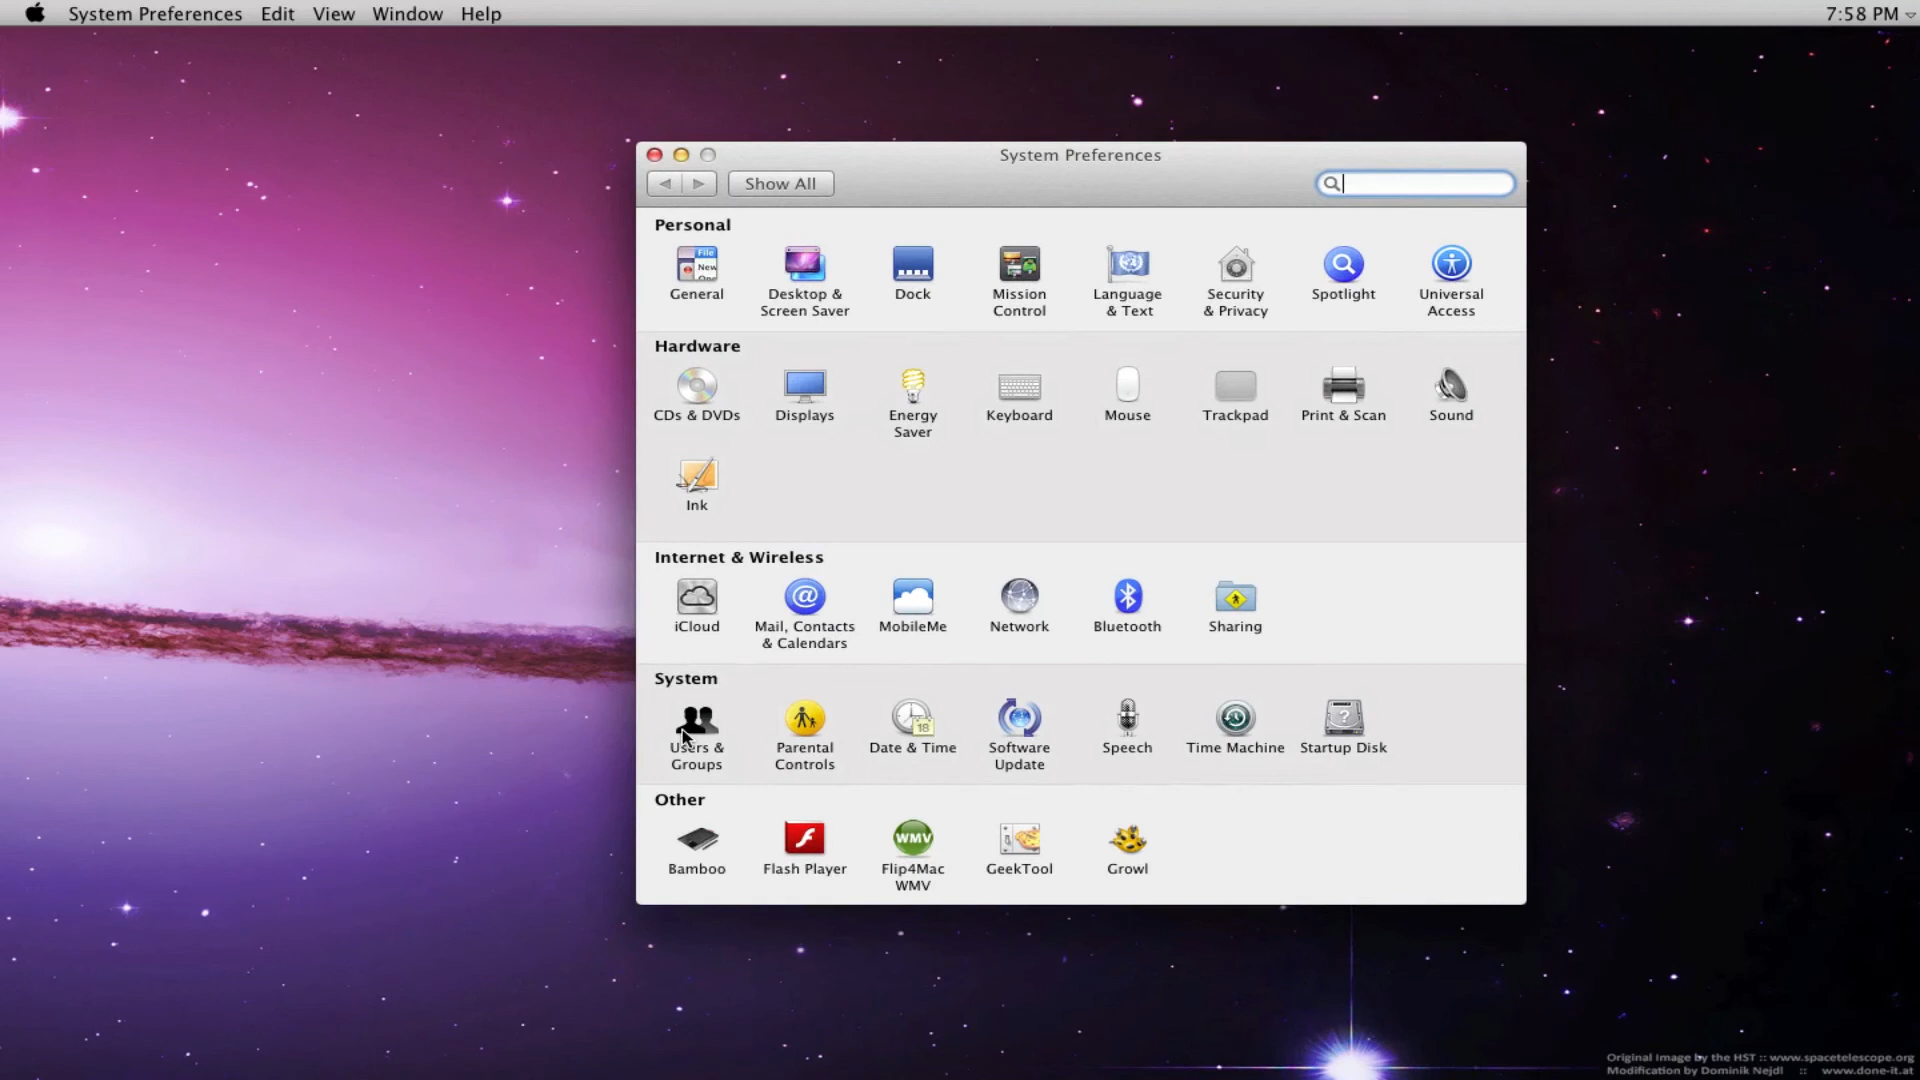 System Preferences Edit View Window Help 7:58 PM
System Preferences
Show All
Personal
General
Desktop &
Screen Saver
Dock
Mission
Control
Language
& Text
Security
& Privacy
Spotlight
Universal
Access
Hardware
CDs & DVDs
Displays
Energy
Saver
Keyboard
Mouse
Trackpad
Print & Scan
Sound
Ink
Internet & Wireless
iCloud
Mail, Contacts
& Calendars
MobileMe
Network
Bluetooth
Sharing
System
Users &
Groups
Parental
Controls
18
Date & Time
Software
Update
Speech
Time Machine
Startup Disk
Other
Bamboo
Flash Player
WMV
Flip4Mac
WMV
GeekTool
Growl
Original Image by the HST :: www.spacetelescope.org
Modification by Dominik Nejdl :: www.done-it.at